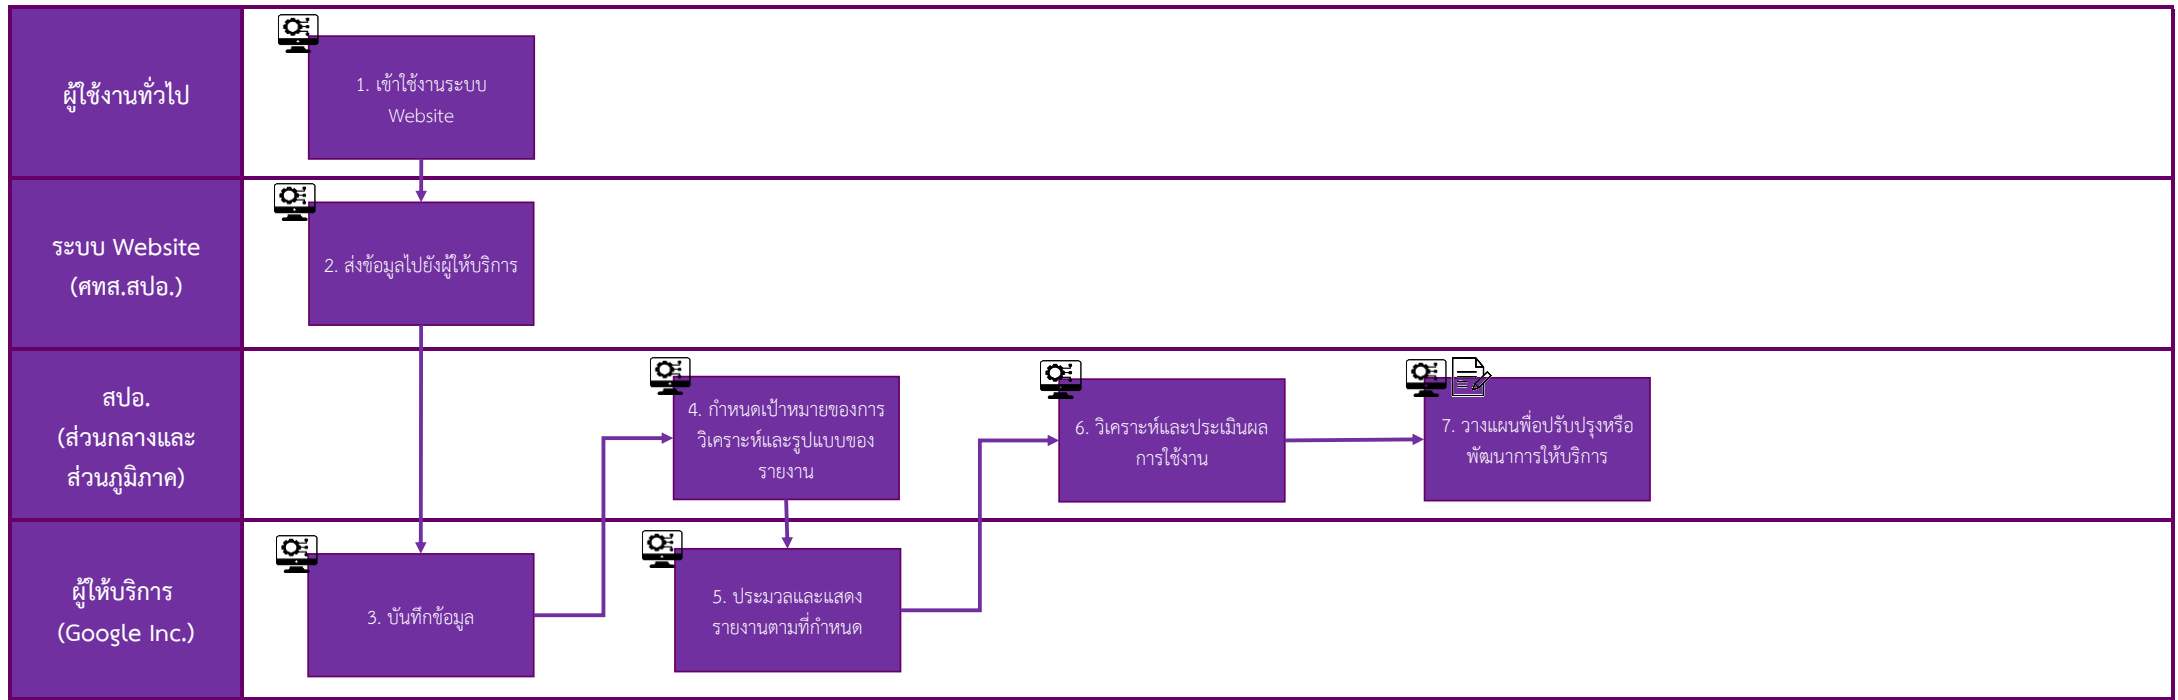 ผู้ใช้งานทั่วไป
1. เข้าใช้งานระบบ
Website
ระบบ Website
(ศทส.สปอ.)
2. ส่งข้อมูลไปยังผู้ให้บริการ
สปอ.
(ส่วนกลางและ
ส่วนภูมิภาค)
4. กำหนดเป้าหมายของการ
วิเคราะห์และรูปแบบของ
รายงาน
6. วิเคราะห์และประเมินผล
การใช้งาน
7. วางแผนพื่อปรับปรุงหรือ
พัฒนาการให้บริการ
ผู้ให้บริการ
(Google Inc.)
3. บันทึกข้อมูล
5. ประมวลและแสดง
รายงานตามที่กำหนด